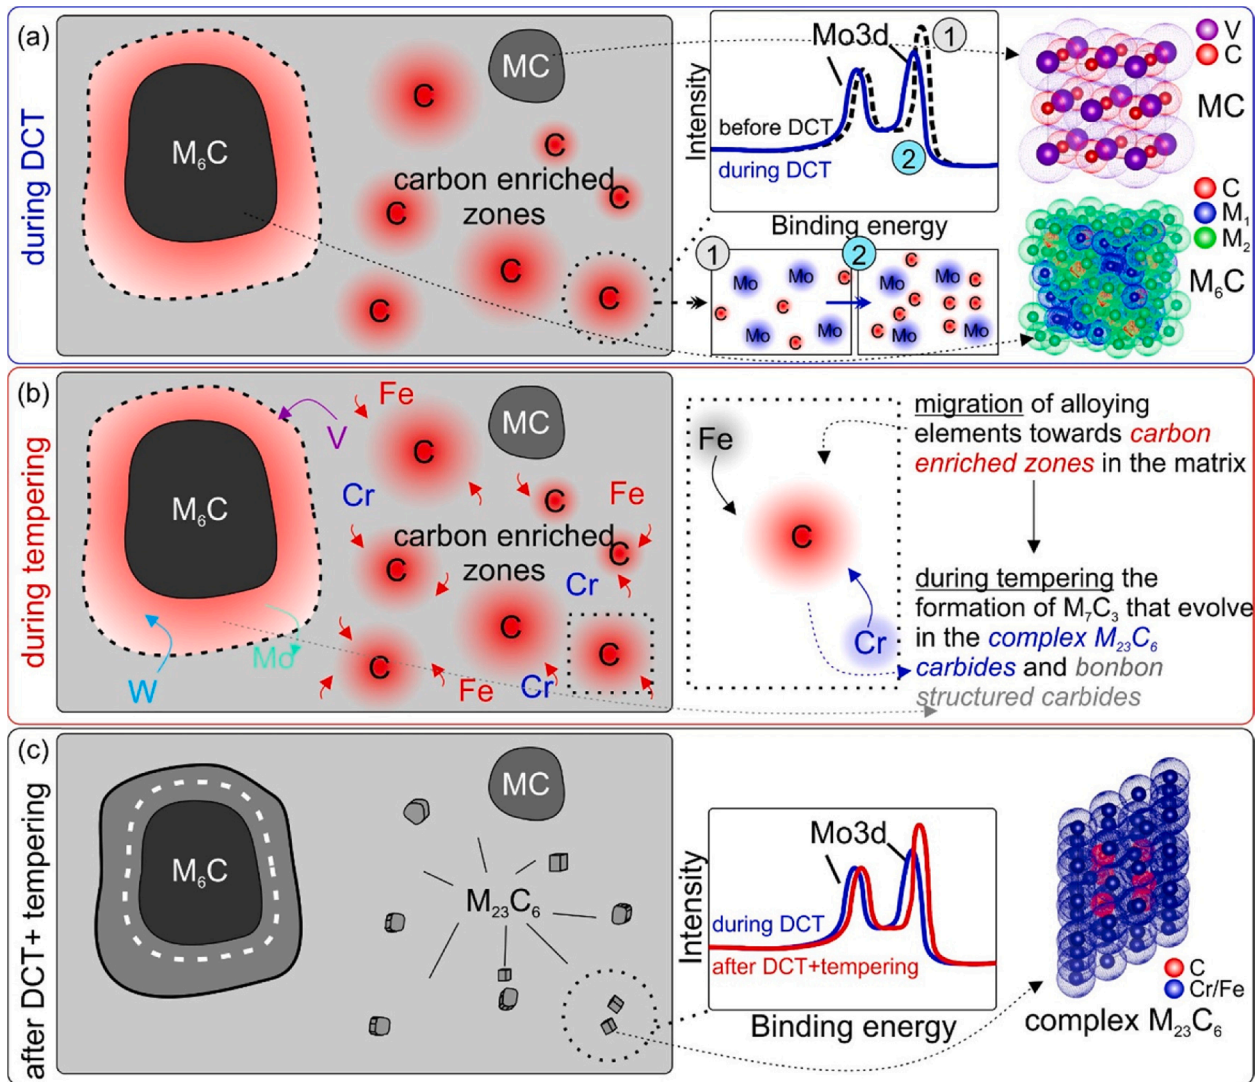 (a)
during DCT
M₆C
C
MC
C
C
C
carbon enriched
zones
C
C
C
Intensity
Mo3d
1
before DCT
2
during DCT
Binding energy
1
2
Mo
Mo
C
C
C
Mo
Mo
C
Mo
Mo
C
C
C
C
C
C
C
C
Mo
Mo
C
V
C
MC
C
M₁
M₂
M₆C
(b)
during tempering
M₆C
V
W
Mo
Fe
C
MC
Cr
C
Fe
carbon enriched
zones
C
C
Cr
C
C
C
Fe
Cr
Fe
C
Cr
migration of alloying
elements towards carbon
enriched zones in the matrix
during tempering the
formation of M₇C₃ that evolve
in the complex M₂₃C₆
carbides and bonbon
structured carbides
(c)
after DCT+ tempering
M₆C
MC
M₂₃C₆
Intensity
Mo3d
during DCT
after DCT+tempering
Binding energy
C
Cr/Fe
complex M₂₃C₆